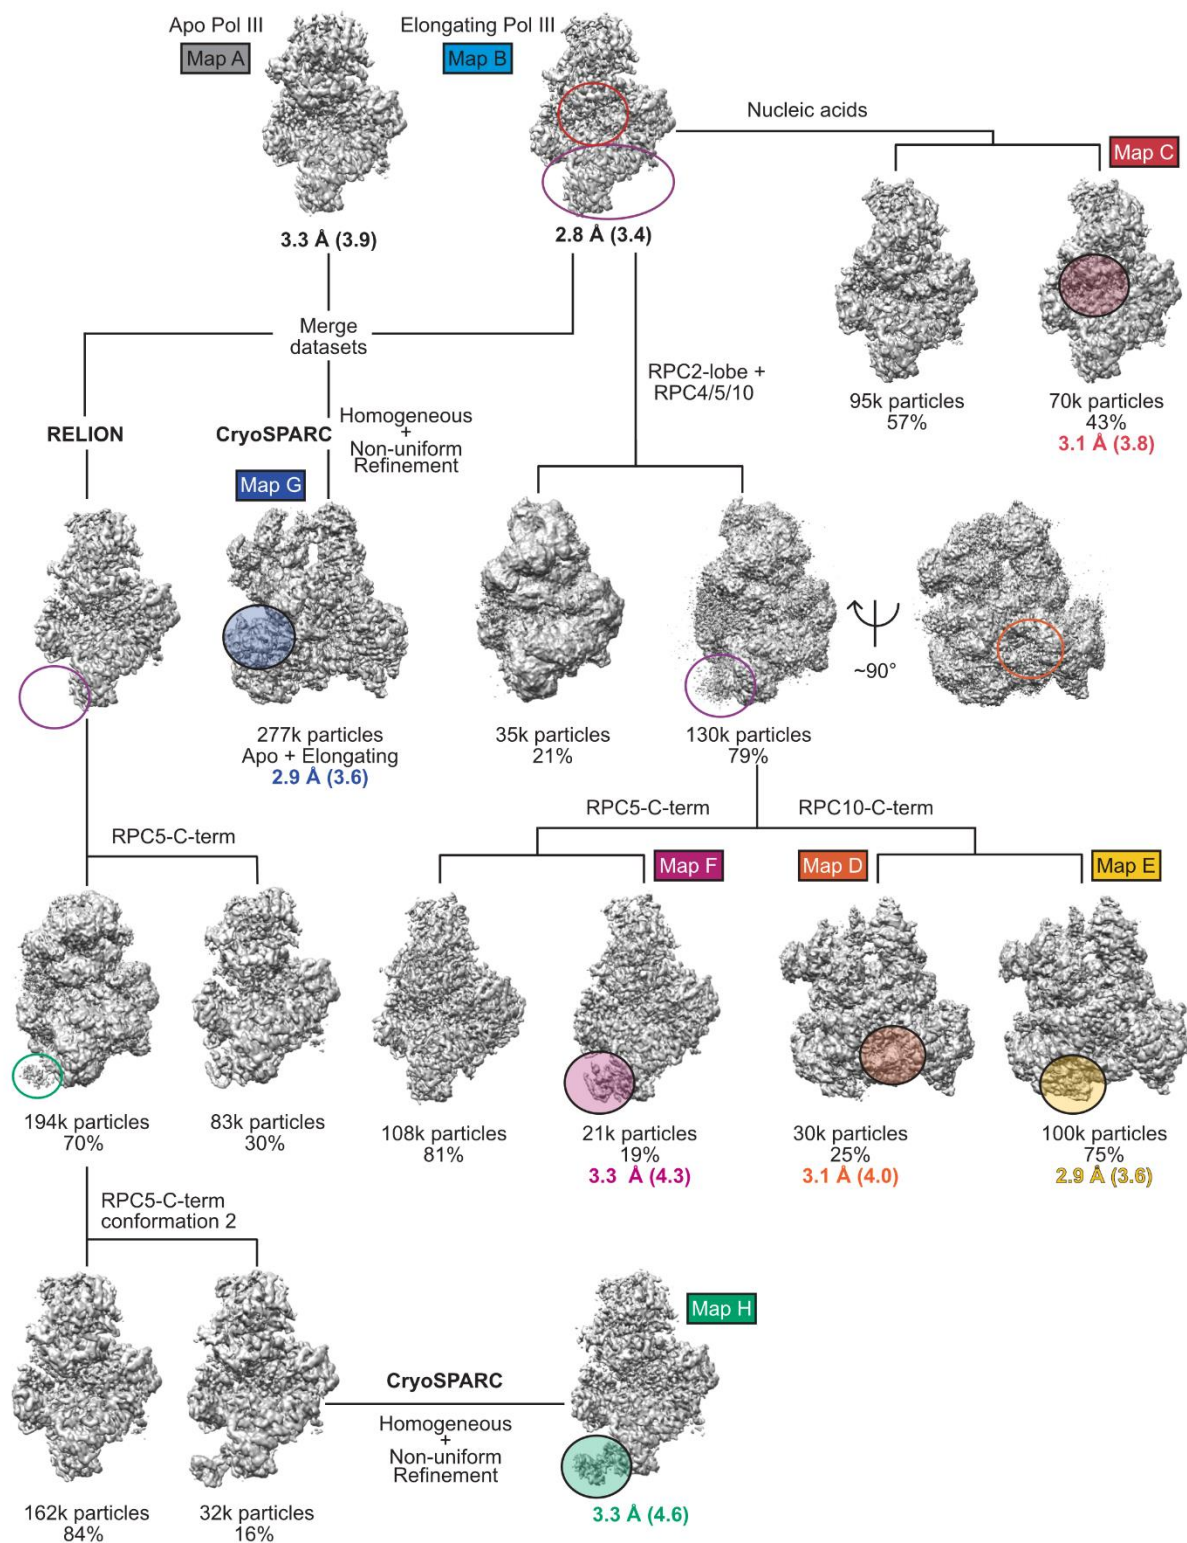 Apo Pol III
Map A
Elongating Pol III
Map B
Nucleic acids
Map C
3.3 Å (3.9)
2.8 Å (3.4)
Merge
datasets
RPC2-lobe +
RPC4/5/10
95k particles
57%
70k particles
43%
3.1 Å (3.8)
RELION
CryoSPARC
Homogeneous
+
Non-uniform
Refinement
Map G
~90°
277k particles
Apo + Elongating
2.9 Å (3.6)
35k particles
21%
130k particles
79%
RPC5-C-term
RPC5-C-term
RPC10-C-term
Map F
Map D
Map E
194k particles
70%
83k particles
30%
108k particles
81%
21k particles
19%
3.3 Å (4.3)
30k particles
25%
3.1 Å (4.0)
100k particles
75%
2.9 Å (3.6)
RPC5-C-term
conformation 2
Map H
CryoSPARC
Homogeneous
+
Non-uniform
Refinement
162k particles
84%
32k particles
16%
3.3 Å (4.6)